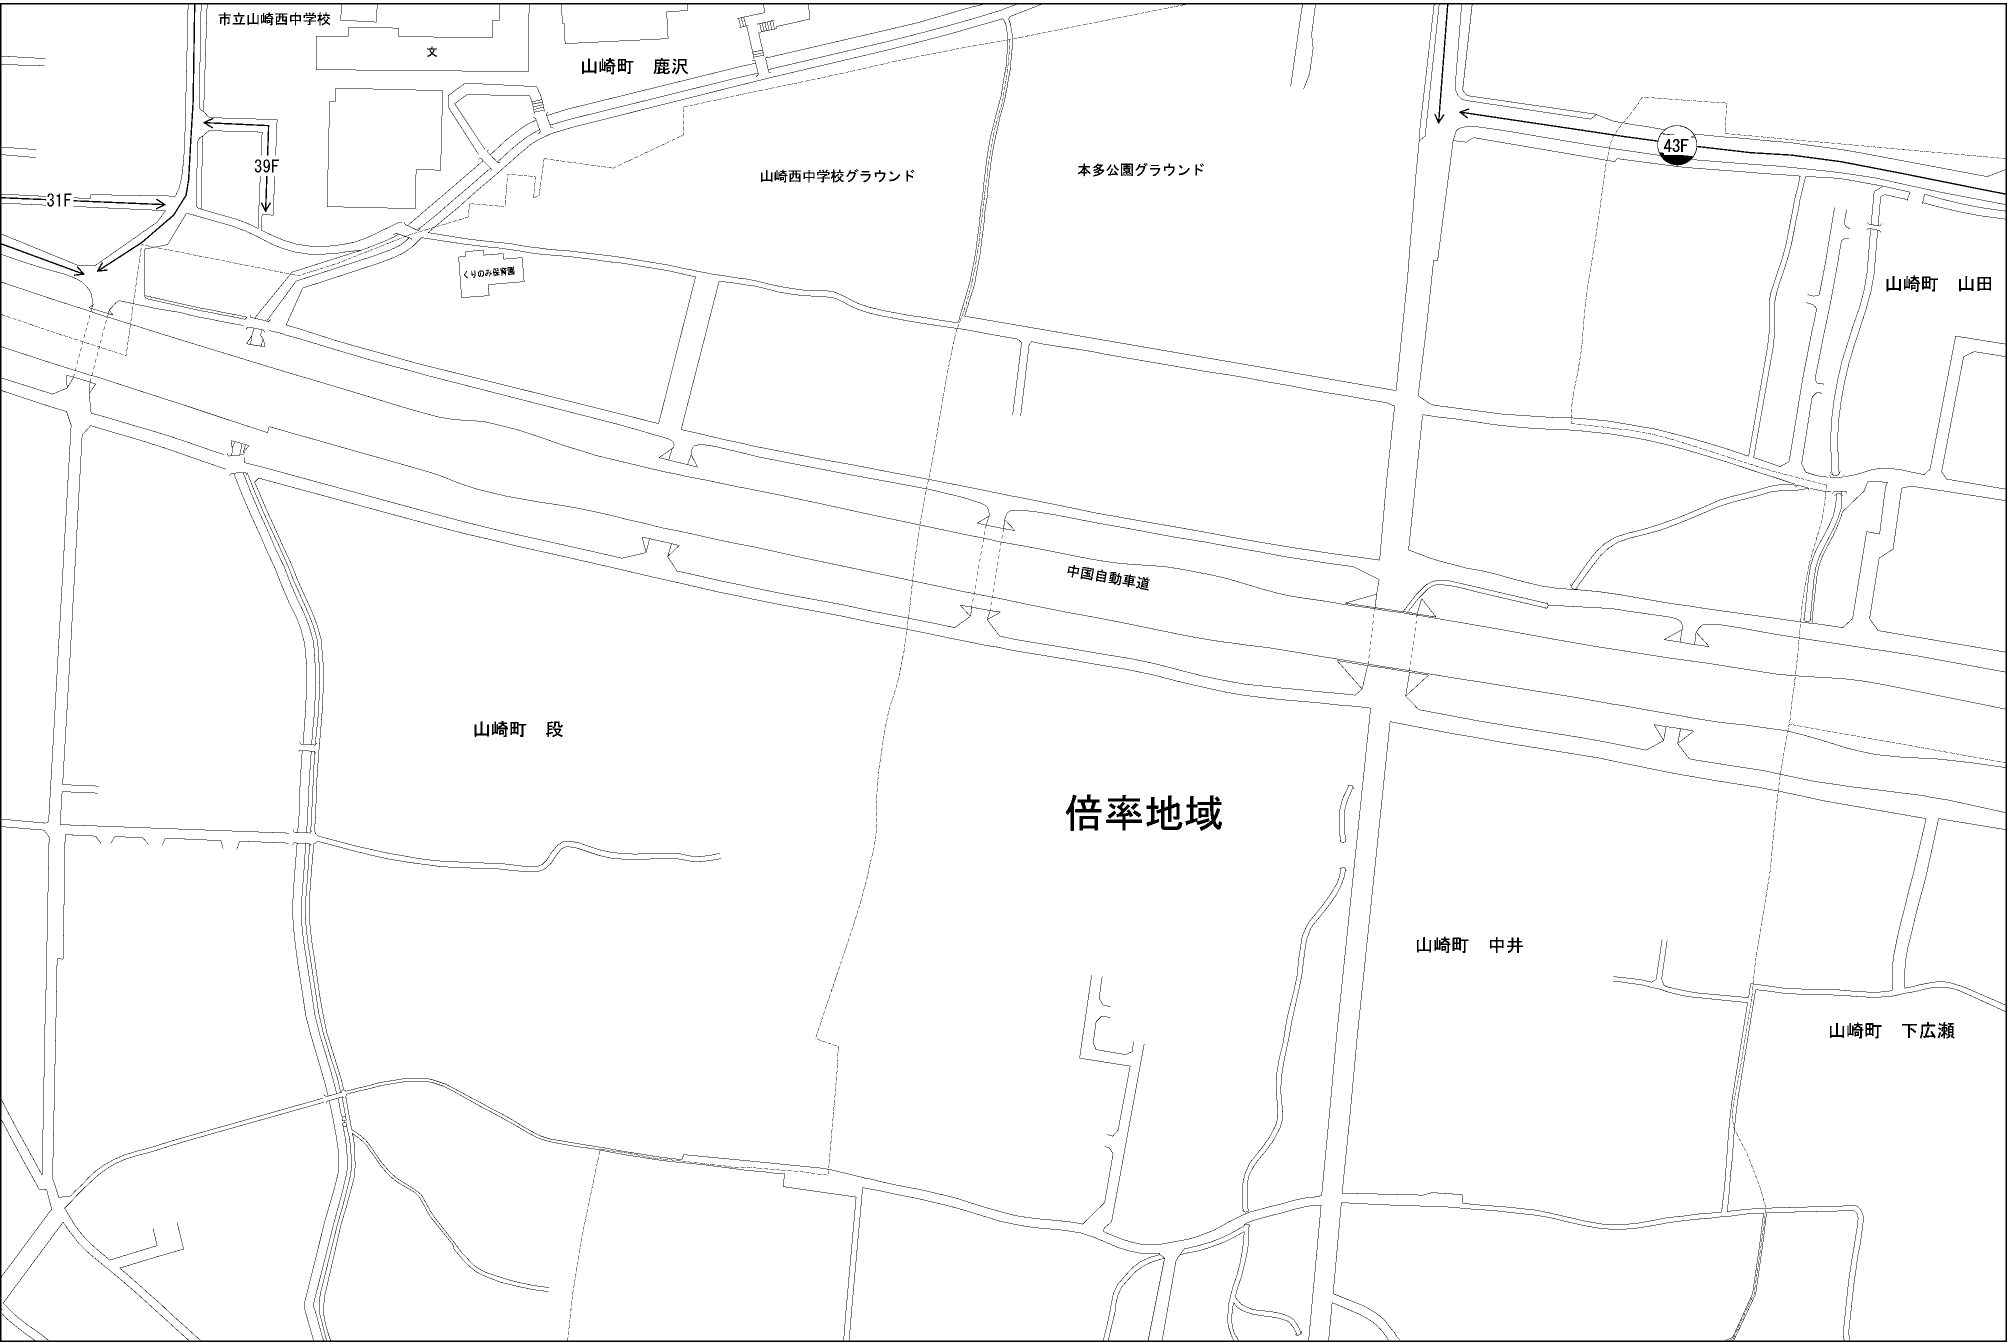 市立山崎西中学校
文
山崎町　鹿沢
39F
31F
43F
山崎西中学校グラウンド
本多公園グラウンド
くりのみ保育園
山崎町　山田
中国自動車道
山崎町　段
倍率地域
山崎町　中井
山崎町　下広瀬